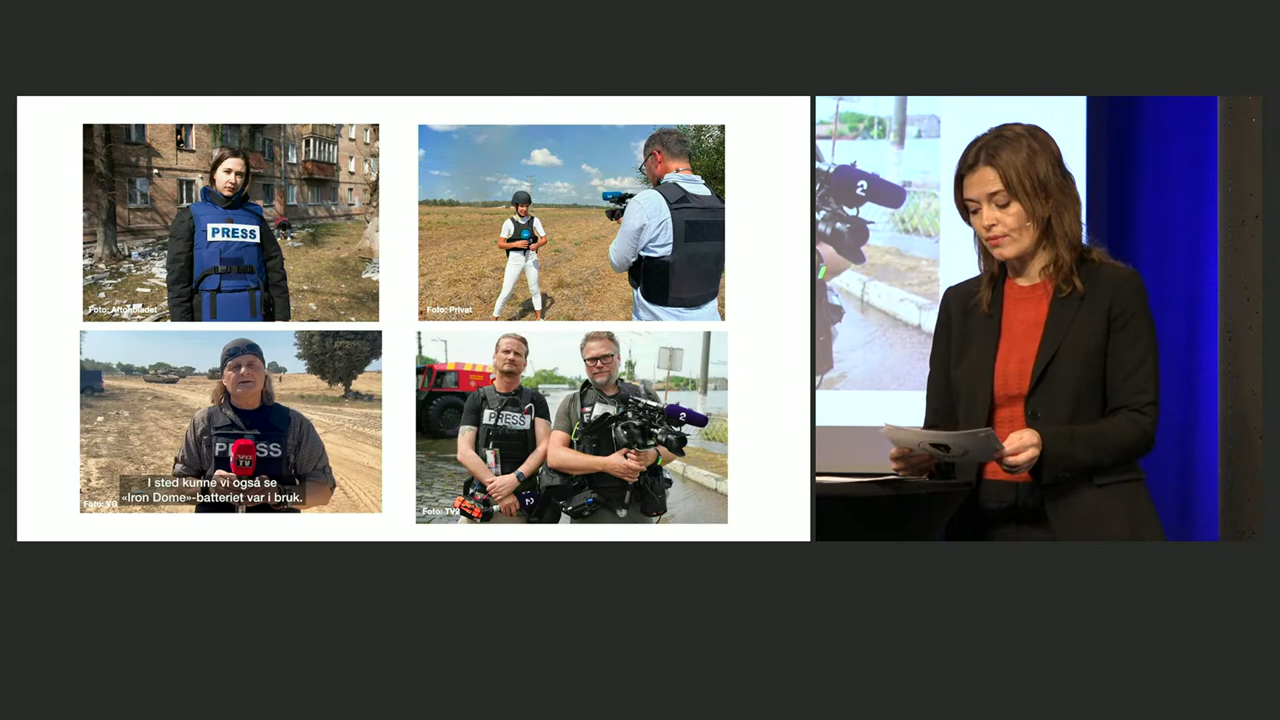 PRESS
Foto: Aftonbladet
Foto: Privat
PRESS
VG
TV
I sted kunne vi også se
«Iron Dome»-batteriet var i bruk.
Foto: VG
PRESS
2
Foto: TV2
2